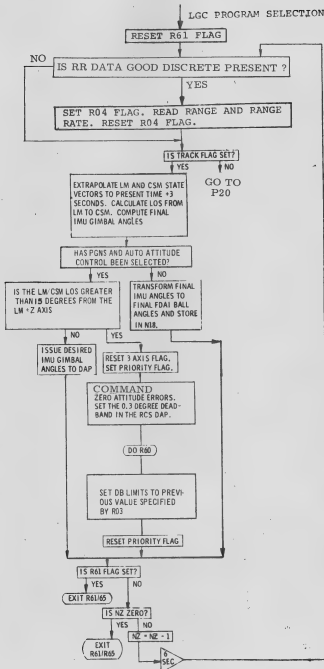 LGC PROGRAM SELECTION
RESET R61 FLAG
NO
IS RR DATA GOOD DISCRETE PRESENT ?
YES
SET R04 FLAG. READ RANGE AND RANGE
RATE. RESET R04 FLAG.
IS TRACK FLAG SET?
YES
NO
GO TO
P20
EXTRAPOLATE LM AND CSM STATE
VECTORS TO PRESENT TIME +3
SECONDS. CALCULATE LOS FROM
LM TO CSM. COMPUTE FINAL
IMU GIMBAL ANGLES
HAS PGNS AND AUTO ATTITUDE
CONTROL BEEN SELECTED?
YES
NO
IS THE LM/CSM LOS GREATER
THAN 15 DEGREES FROM THE
LM +Z AXIS
TRANSFORM FINAL
IMU ANGLES TO
FINAL FDAI BALL
ANGLES AND STORE
IN N18.
NO
YES
ISSUE DESIRED
IMU GIMBAL
ANGLES TO DAP
RESET 3 AXIS FLAG,
SET PRIORITY FLAG.
COMMAND
ZERO ATTITUDE ERRORS.
SET THE 0.3 DEGREE DEAD-
BAND IN THE RCS DAP.
DO R60
SET DB LIMITS TO PREVI-
OUS VALUE SPECIFIED
BY R03
RESET PRIORITY FLAG
IS R61 FLAG SET?
YES
NO
EXIT R61/65
IS NZ ZERO?
YES
NO
NZ = NZ - 1
EXIT
R61/R65
6
SEC